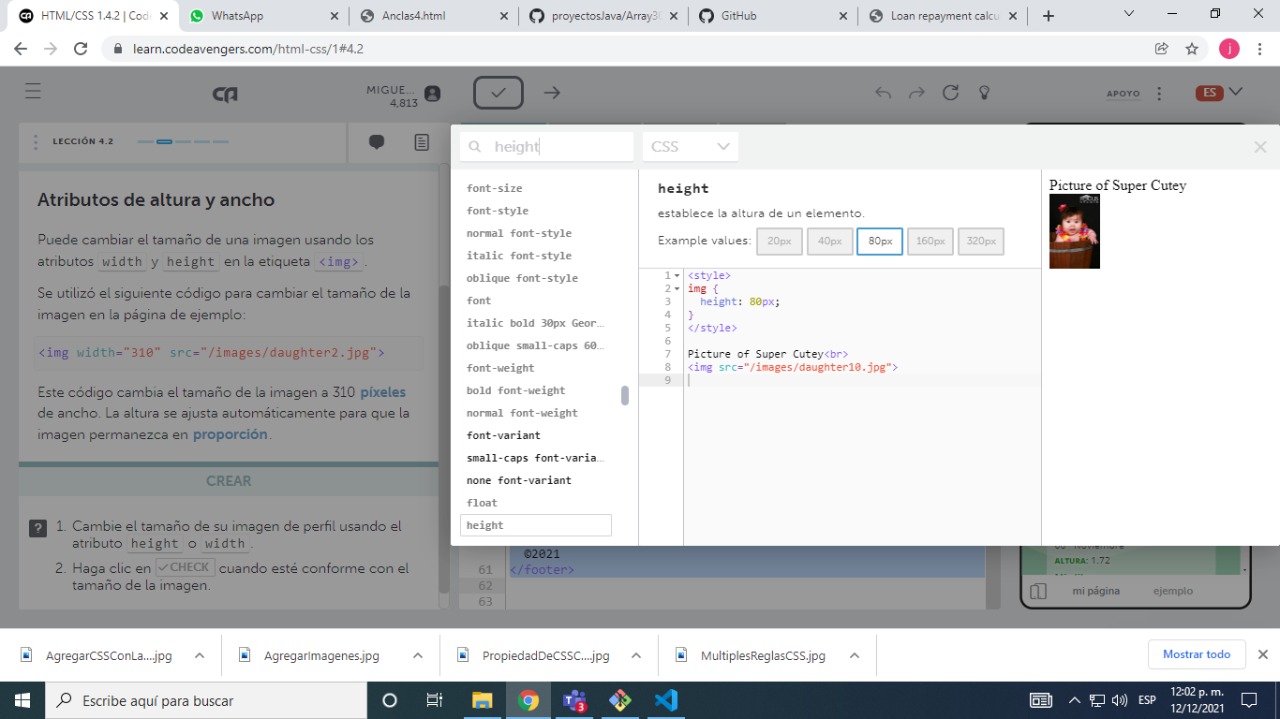 HTML/CSS 1.4.2 | Cod
WhatsApp
Anclas4.html
proyectosJava/Array3
GitHub
Loan repayment calcu
learn.codeavengers.com/html-css/1#4.2
j
MIGUE...
4,813
APOYO
ES
LECCIÓN 4.2
Atributos de altura y ancho
Puede cambiar el tamaño de una imagen usando los
atributos width y height en la etiqueta <img>.
Se utilizó el siguiente código para cambiar el tamaño de la
imagen en la página de ejemplo:
<img width="310" src="/images/daughter2.jpg">
Este código cambia el tamaño de la imagen a 310 píxeles
de ancho. La altura se ajusta automáticamente para que la
imagen permanezca en proporción.
CREAR
?
1. Cambie el tamaño de su imagen de perfil usando el
atributo height o width.
2. Haga clic en CHECK cuando esté conforme con el
tamaño de la imagen.
height
CSS
font-size
font-style
normal font-style
italic font-style
oblique font-style
font
italic bold 30px Geor...
oblique small-caps 60...
font-weight
bold font-weight
normal font-weight
font-variant
small-caps font-varia...
none font-variant
float
height
height
establece la altura de un elemento.
Example values: 20px 40px 80px 160px 320px
1 <style>
2 img {
3 height: 80px;
4 }
5 </style>
6
7 Picture of Super Cutey<br>
8 <img src="/images/daughter10.jpg">
9
Picture of Super Cutey
©2021
61 </footer>
62
63
ALTURA: 1.72
mi página
ejemplo
AgregarCSSConLa....jpg
AgregarImagenes.jpg
PropiedadDeCSSC....jpg
MultiplesReglasCSS.jpg
Mostrar todo
Escribe aquí para buscar
3
ESP
12:02 p. m.
12/12/2021